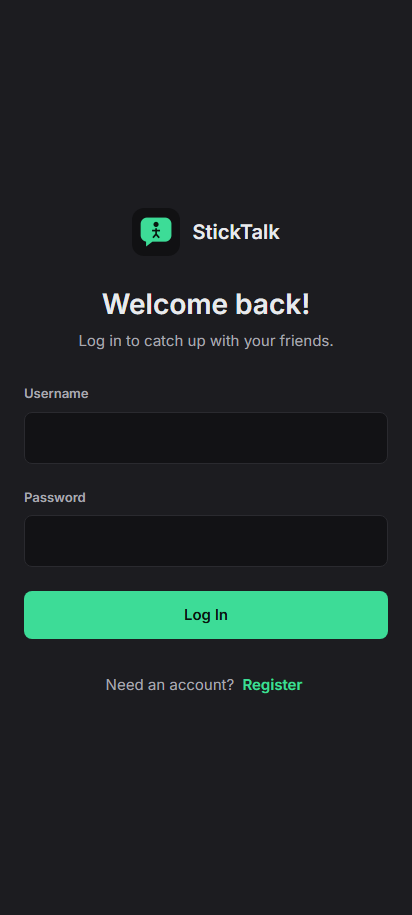 StickTalk
Welcome back!
Log in to catch up with your friends.
Username
Password
Log In
Need an account? Register